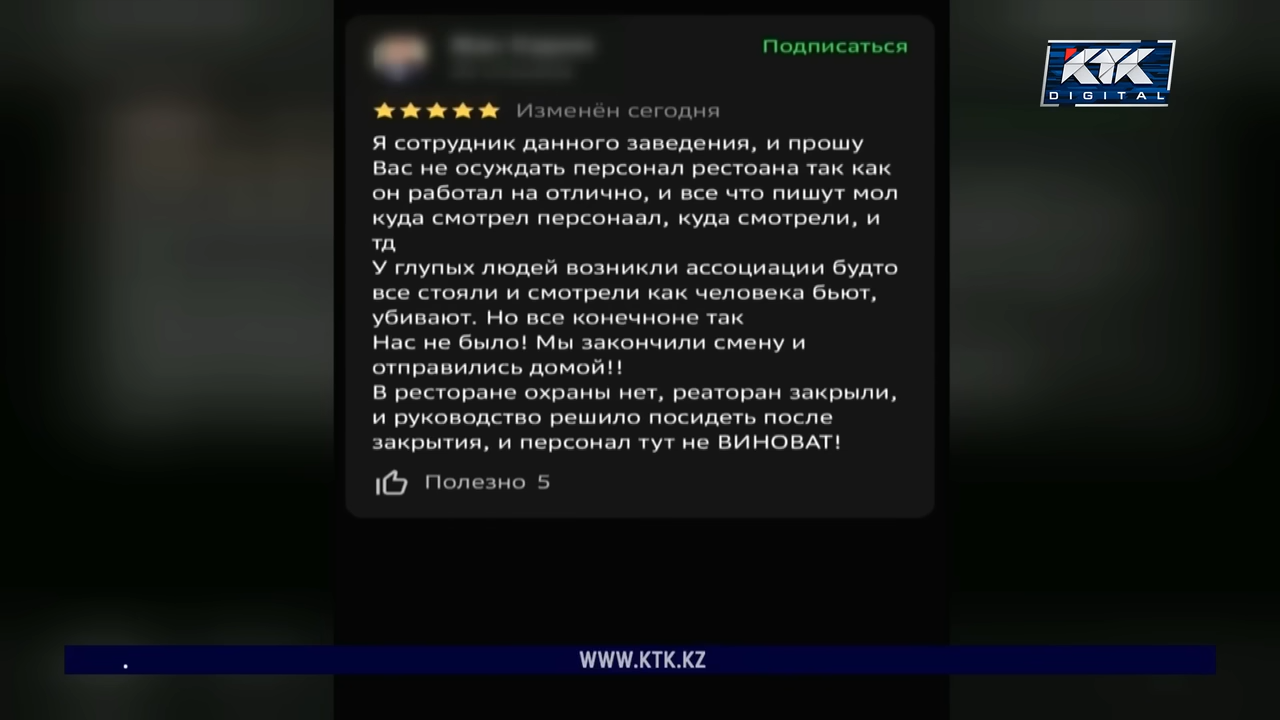 Подписаться
KTK
DIGITAL
★★★★★ Изменён сегодня
Я сотрудник данного заведения, и прошу
Вас не осуждать персонал рестоана так как
он работал на отлично, и все что пишут мол
куда смотрел персонаал, куда смотрели, и
тд
У глупых людей возникли ассоциации будто
все стояли и смотрели как человека бьют,
убивают. Но все конечноне так
Нас не было! Мы закончили смену и
отправились домой!!
В ресторане охраны нет, реаторан закрыли,
и руководство решило посидеть после
закрытия, и персонал тут не ВИНОВАТ!
Полезно 5
. WWW.KTK.KZ